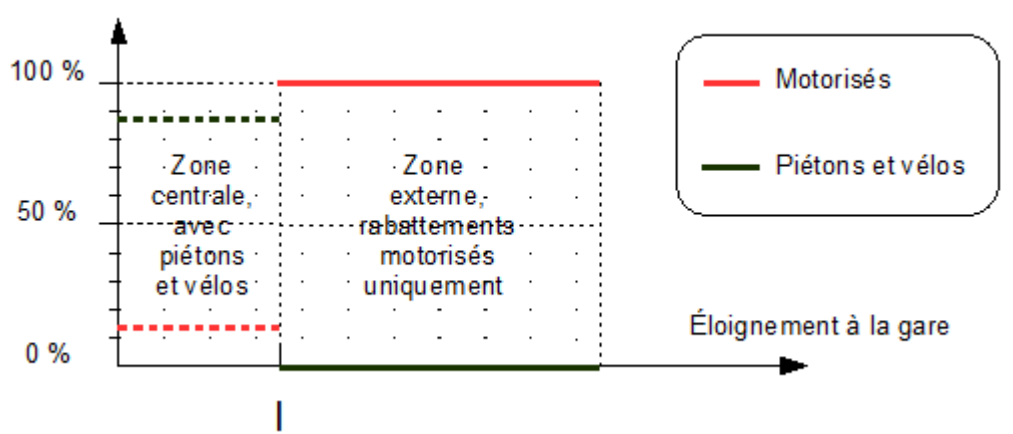 100 %
50 %
0 %
Zone
centrale,
avec
piétons
et vélos
Zone
externe,
rabattements
motorisés
uniquement
Motorisés
Piétons et vélos
Éloignement à la gare
l